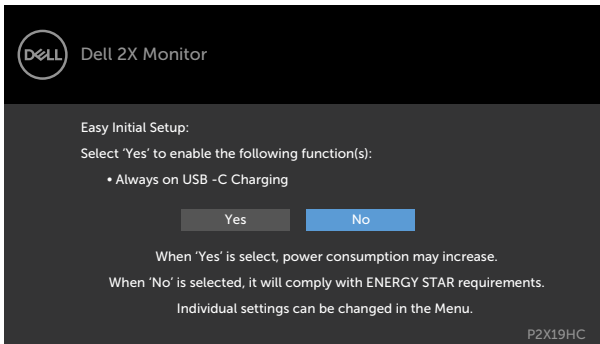 DELL
Dell 2X Monitor
Easy Initial Setup:
Select ‘Yes’ to enable the following function(s):
• Always on USB -C Charging
Yes No
When ‘Yes’ is select, power consumption may increase.
When ‘No’ is selected, it will comply with ENERGY STAR requirements.
Individual settings can be changed in the Menu.
P2X19HC